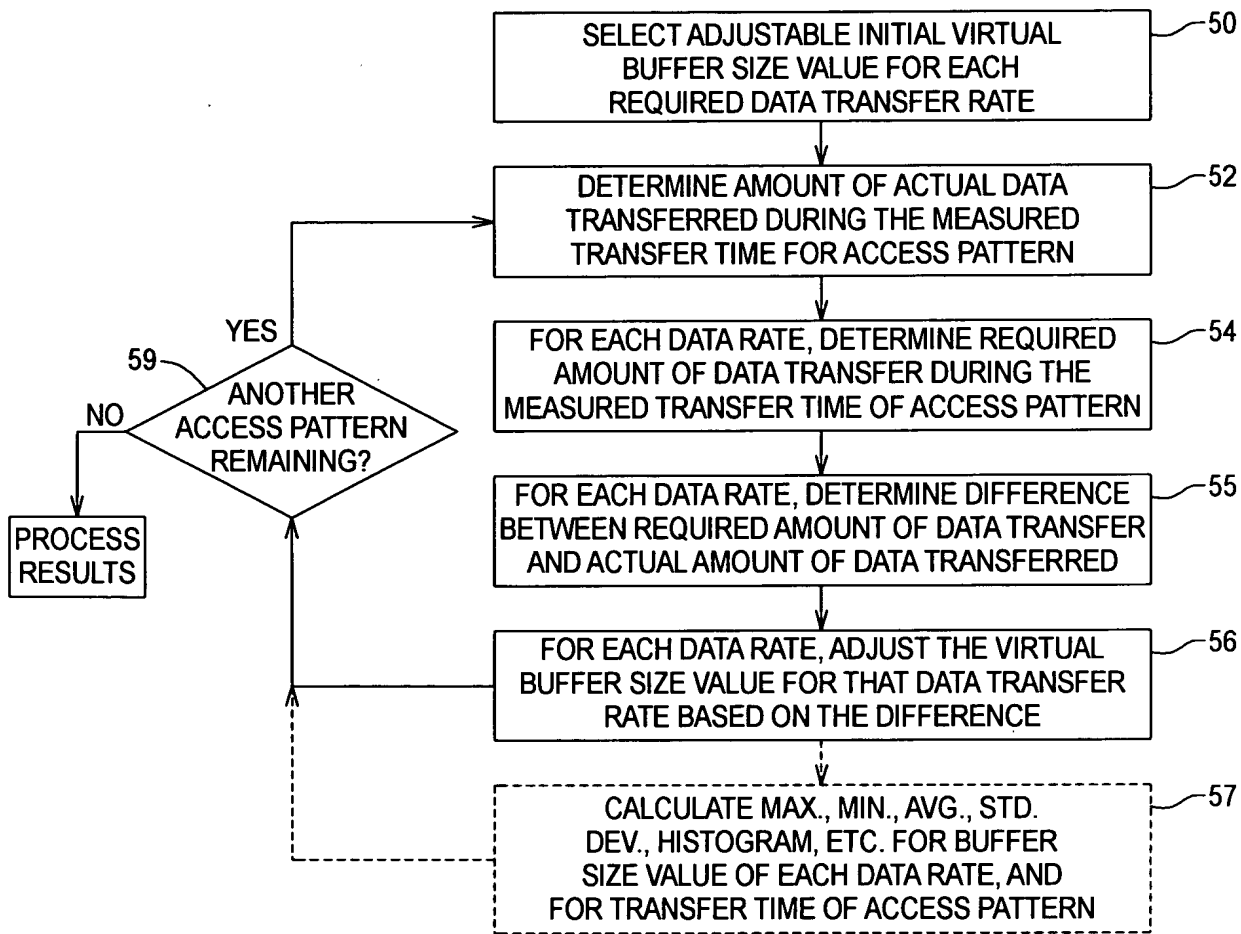 SELECT ADJUSTABLE INITIAL VIRTUAL
BUFFER SIZE VALUE FOR EACH
REQUIRED DATA TRANSFER RATE
50
DETERMINE AMOUNT OF ACTUAL DATA
TRANSFERRED DURING THE MEASURED
TRANSFER TIME FOR ACCESS PATTERN
52
FOR EACH DATA RATE, DETERMINE REQUIRED
AMOUNT OF DATA TRANSFER DURING THE
MEASURED TRANSFER TIME OF ACCESS PATTERN
54
FOR EACH DATA RATE, DETERMINE DIFFERENCE
BETWEEN REQUIRED AMOUNT OF DATA TRANSFER
AND ACTUAL AMOUNT OF DATA TRANSFERRED
55
FOR EACH DATA RATE, ADJUST THE VIRTUAL
BUFFER SIZE VALUE FOR THAT DATA TRANSFER
RATE BASED ON THE DIFFERENCE
56
CALCULATE MAX., MIN., AVG., STD.
DEV., HISTOGRAM, ETC. FOR BUFFER
SIZE VALUE OF EACH DATA RATE, AND
FOR TRANSFER TIME OF ACCESS PATTERN
57
YES
59
NO
ANOTHER
ACCESS PATTERN
REMAINING?
PROCESS
RESULTS